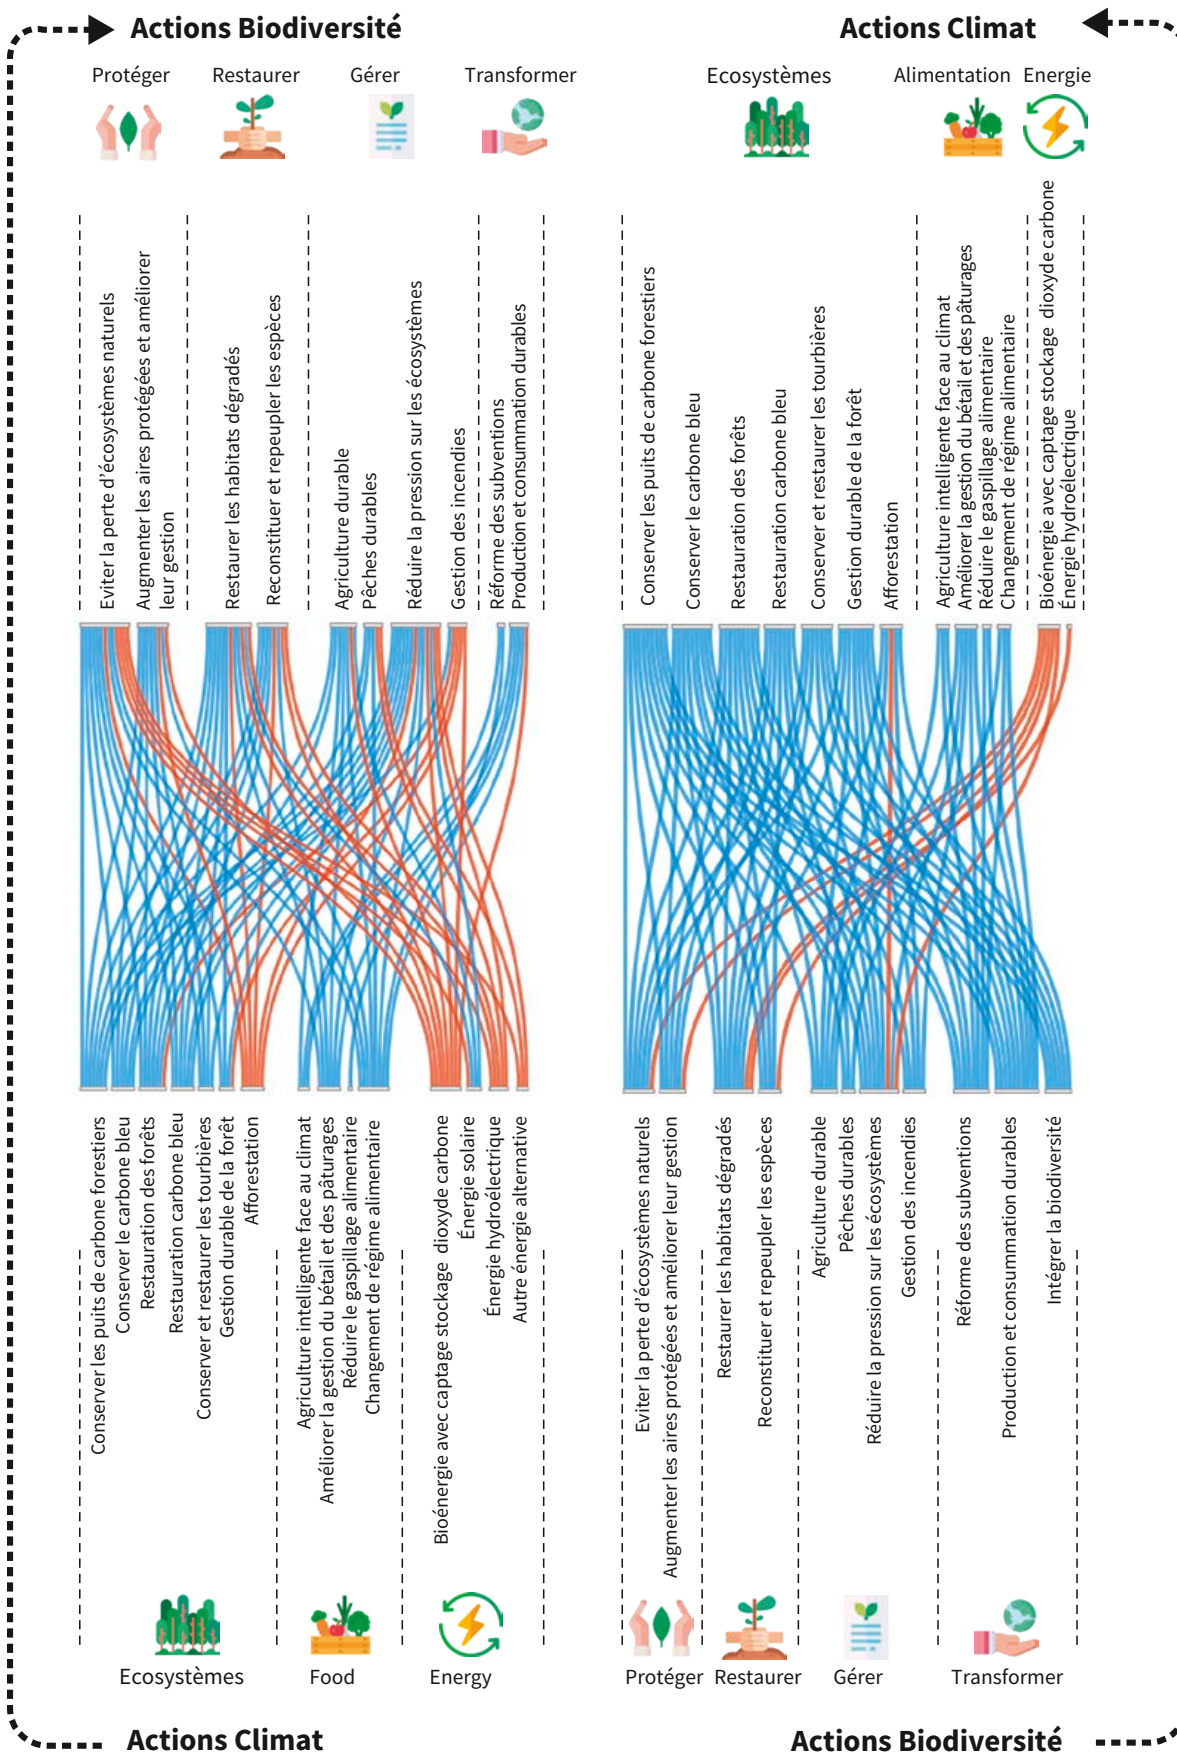 Actions Biodiversité
Protéger
Restaurer
Gérer
Transformer
Eviter la perte d'écosystèmes naturels
Augmenter les aires protégées et améliorer
leur gestion
Restaurer les habitats dégradés
Reconstituer et repeupler les espèces
Agriculture durable
Pêches durables
Réduire la pression sur les écosystèmes
Gestion des incendies
Réforme des subventions
Production et consummation durables
Conserver les puits de carbone forestiers
Conserver le carbone bleu
Restauration des forêts
Restauration carbone bleu
Conserver et restaurer les tourbières
Gestion durable de la forêt
Afforestation
Agriculture intelligente face au climat
Améliorer la gestion du bétail et des pâturages
Réduire le gaspillage alimentaire
Changement de régime alimentaire
Bioénergie avec captage stockage dioxyde carbone
Énergie solaire
Énergie hydroélectrique
Autre énergie alternative
Ecosystèmes
Food
Energy
Actions Climat
Actions Climat
Ecosystèmes
Alimentation
Energie
Conserver les puits de carbone forestiers
Conserver le carbone bleu
Restauration des forêts
Restauration carbone bleu
Conserver et restaurer les tourbières
Gestion durable de la forêt
Afforestation
Agriculture intelligente face au climat
Améliorer la gestion du bétail et des pâturages
Réduire le gaspillage alimentaire
Changement de régime alimentaire
Bioénergie avec captage stockage dioxyde carbone
Énergie hydroélectrique
Eviter la perte d'écosystèmes naturels
Augmenter les aires protégées et améliorer leur gestion
Restaurer les habitats dégradés
Reconstituer et repeupler les espèces
Agriculture durable
Pêches durables
Réduire la pression sur les écosystèmes
Gestion des incendies
Réforme des subventions
Production et consummation durables
Intégrer la biodiversité
Protéger
Restaurer
Gérer
Transformer
Actions Biodiversité